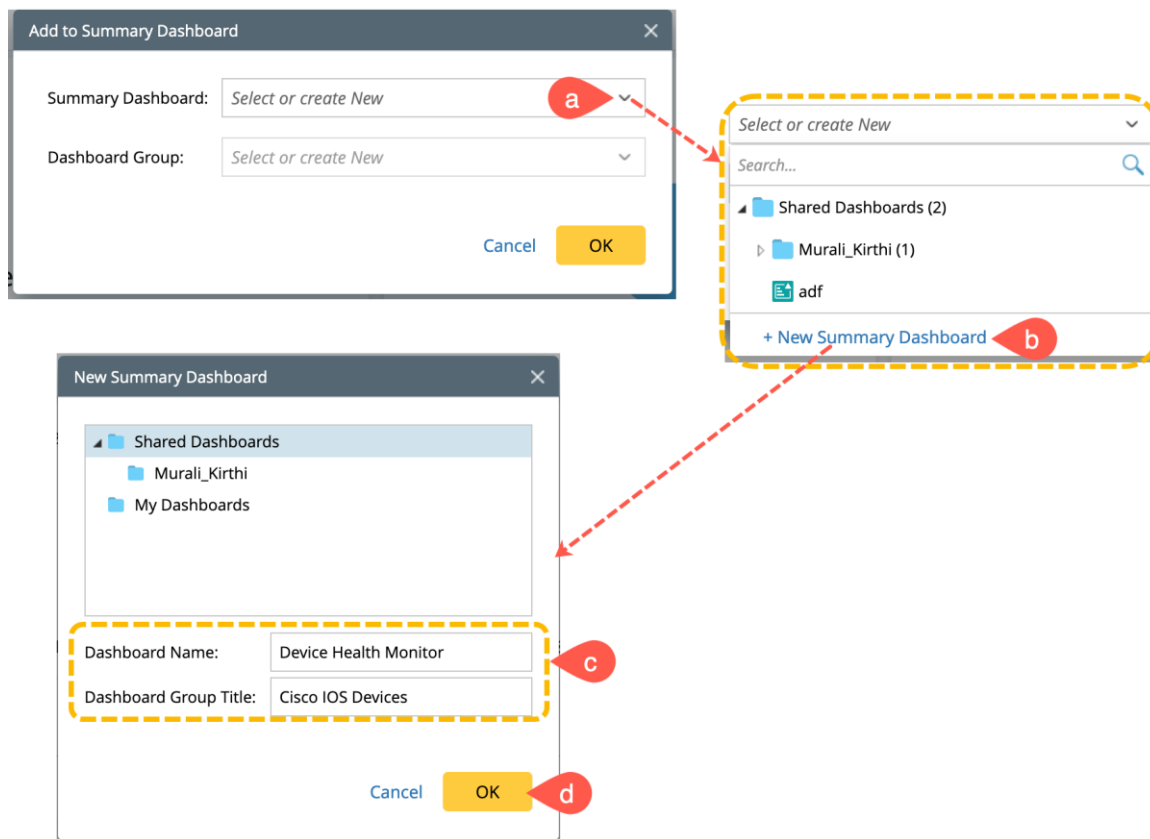 Add to Summary Dashboard
Summary Dashboard: Select or create New
a
Dashboard Group: Select or create New
Cancel OK
e
Select or create New
Search...
Shared Dashboards (2)
Murali_Kirthi (1)
adf
+ New Summary Dashboard
b
New Summary Dashboard
Shared Dashboards
Murali_Kirthi
My Dashboards
Dashboard Name: Device Health Monitor
c
Dashboard Group Title: Cisco IOS Devices
Cancel OK
d